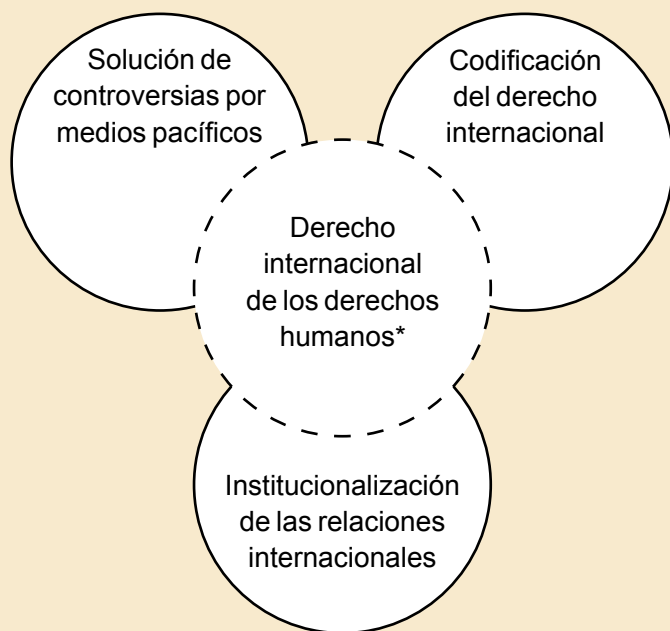 Solución de
controversias por
medios pacíficos
Codificación
del derecho
internacional
Derecho
internacional
de los derechos
humanos*
Institucionalización
de las relaciones
internacionales